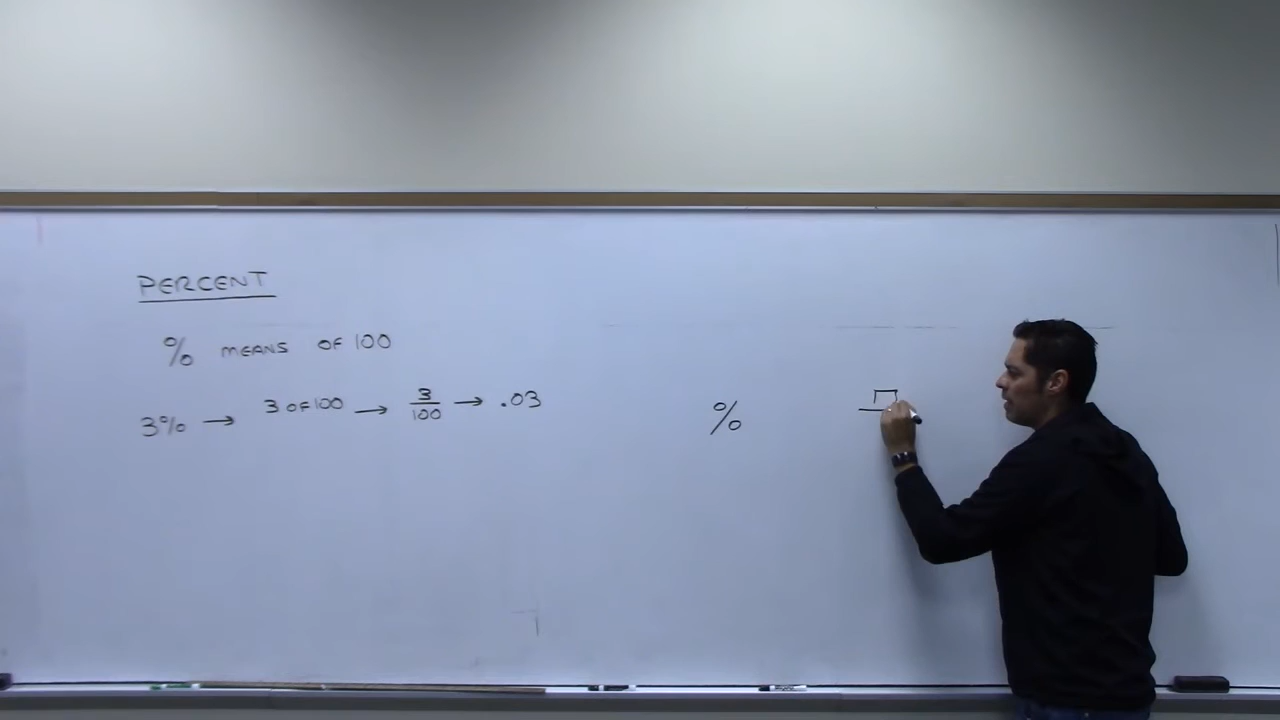 PERCENT
% MEANS OF 100
3% → 3 OF 100 → 3/100 → .03
%